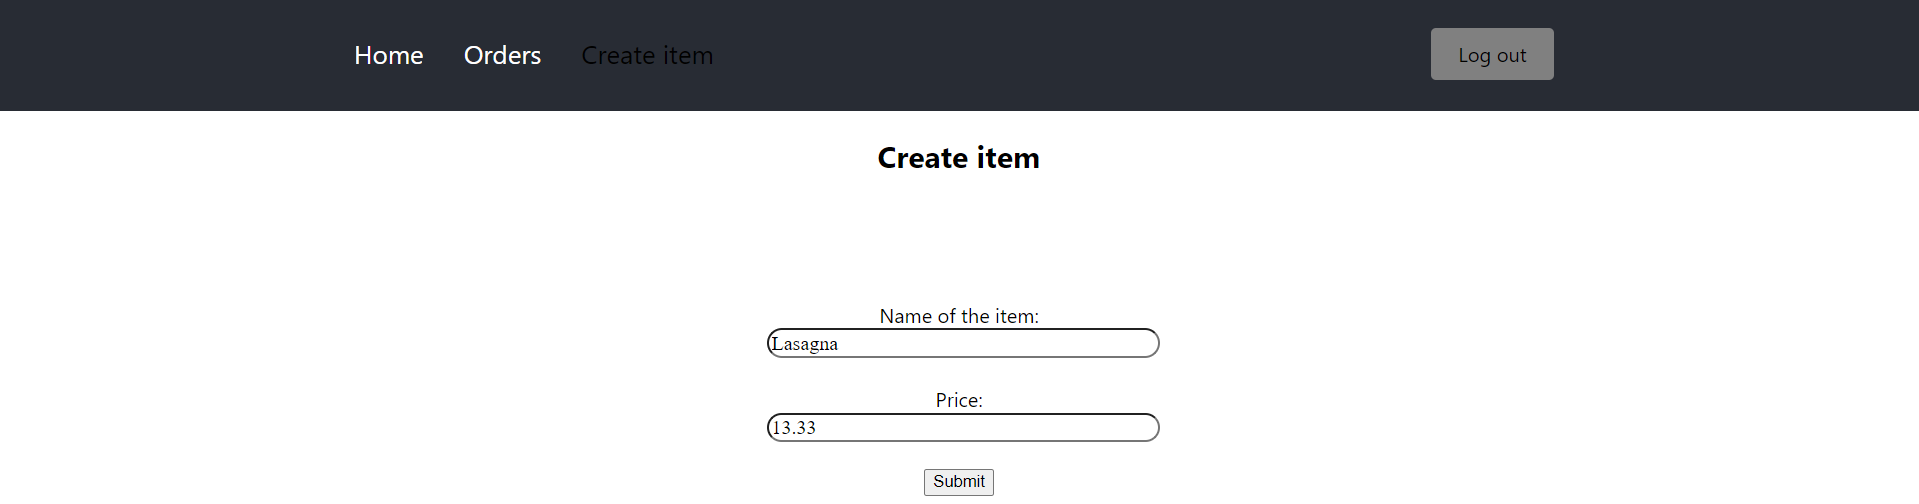 Home Orders Create item Log out
Create item
Name of the item:
Lasagna
Price:
13.33
Submit